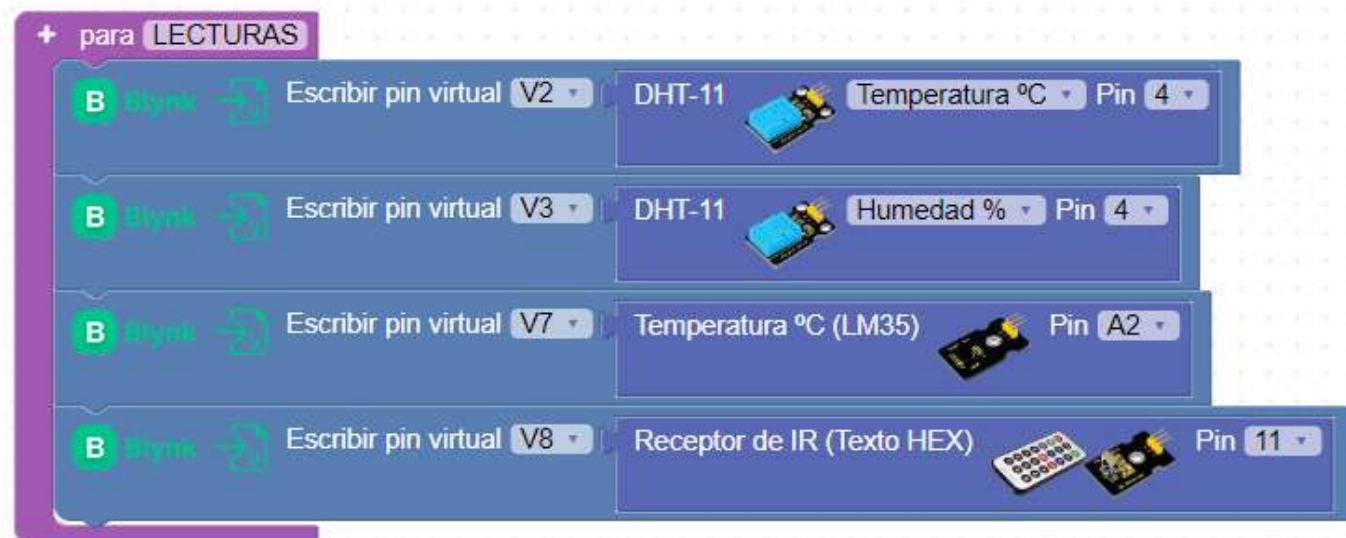 + para LECTURAS
B Blynk Escribir pin virtual V2 DHT-11 Temperatura ºC Pin 4
B Blynk Escribir pin virtual V3 DHT-11 Humedad % Pin 4
B Blynk Escribir pin virtual V7 Temperatura ºC (LM35) Pin A2
B Blynk Escribir pin virtual V8 Receptor de IR (Texto HEX) Pin 11